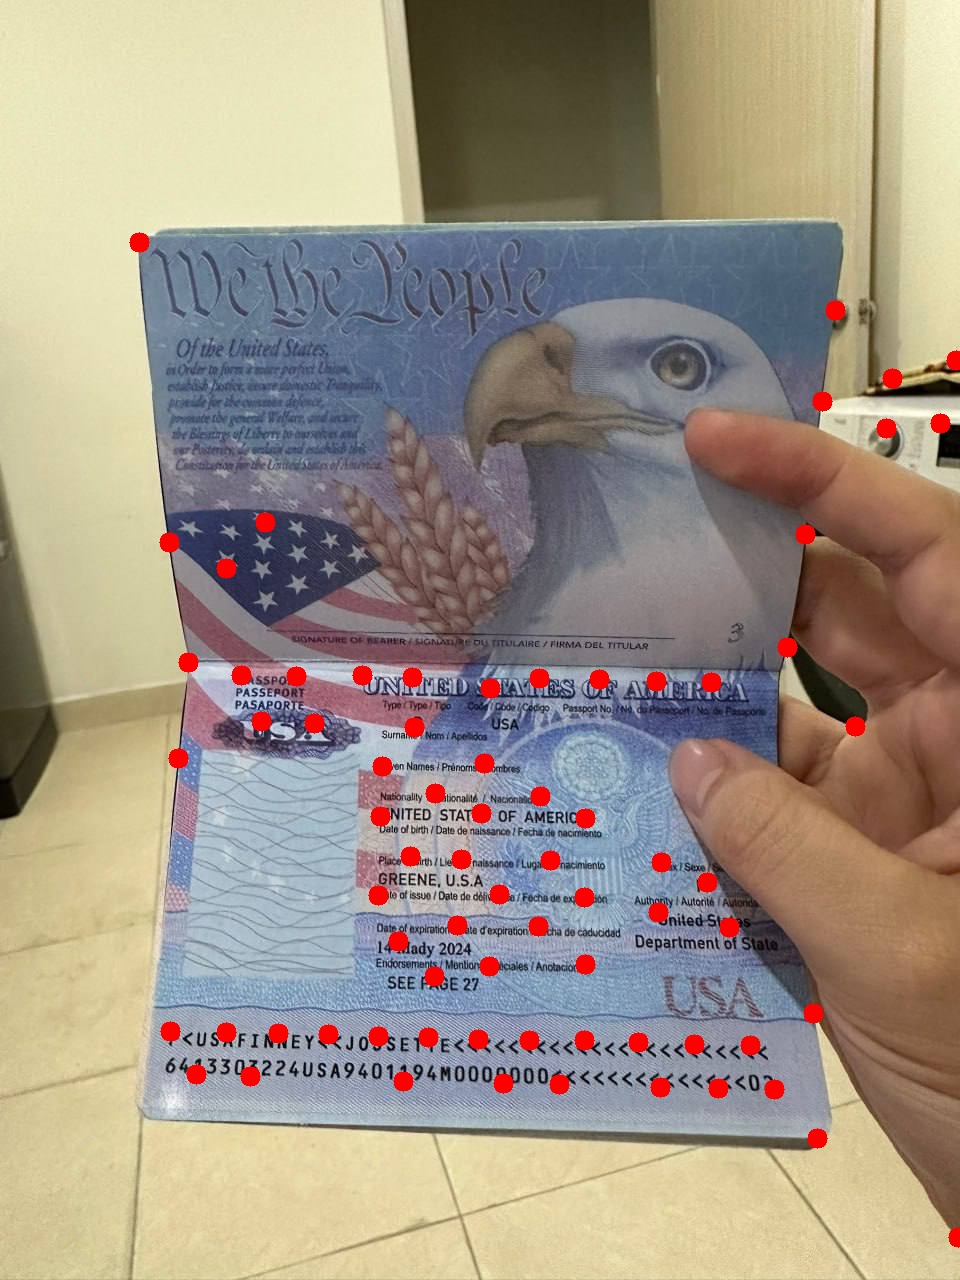 We the People
Of the United States,
in Order to form a more perfect Union,
establish Justice, insure domestic Tranquility,
provide for the common defence,
promote the general Welfare, and secure
the Blessings of Liberty to ourselves and
our Posterity, do ordain and establish this
Constitution for the United States of America.
SIGNATURE OF BEARER / SIGNATURE DU TITULAIRE / FIRMA DEL TITULAR
3
PASSPORT
PASSEPORT
PASAPORTE
USA
UNITED STATES OF AMERICA
Type / Type / Tipo Code / Code / Código Passport No. / No. du Passeport / No. de Pasaporte
USA
Surname / Nom / Apellidos
Given Names / Prénoms / Nombres
Nationality / Nationalité / Nacionalidad
UNITED STATES OF AMERICA
Date of birth / Date de naissance / Fecha de nacimiento
Place of birth / Lieu de naissance / Lugar de nacimiento Sex / Sexe /
GREENE, U.S.A
Date of issue / Date de délivrance / Fecha de expedición Authority / Autorité / Autoridad
United States
Department of State
Date of expiration / Date d'expiration / Fecha de caducidad
14 Mady 2024
Endorsements / Mentions Spéciales / Anotaciones
SEE PAGE 27
USA
<USAFINNEY<<JOSSETTE<<<<<<<<<<<<<<<<<<<